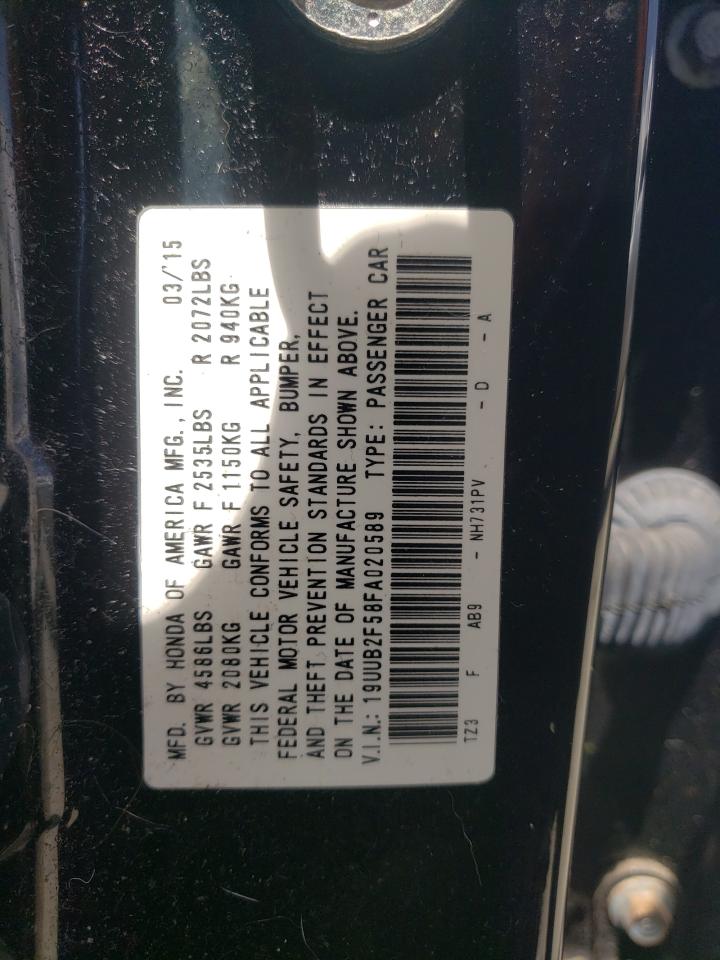 MFD. BY HONDA OF AMERICA MFG., INC. 03/'15
GVWR 4586LBS GAWR F 2535LBS R 2072LBS
GVWR 2080KG GAWR F 1150KG R 940KG
THIS VEHICLE CONFORMS TO ALL APPLICABLE
FEDERAL MOTOR VEHICLE SAFETY, BUMPER,
AND THEFT PREVENTION STANDARDS IN EFFECT
ON THE DATE OF MANUFACTURE SHOWN ABOVE.
V.I.N.: 19UUB2F58FA020589 TYPE: PASSENGER CAR
TZ3 F AB9 - NH731PV - D - A